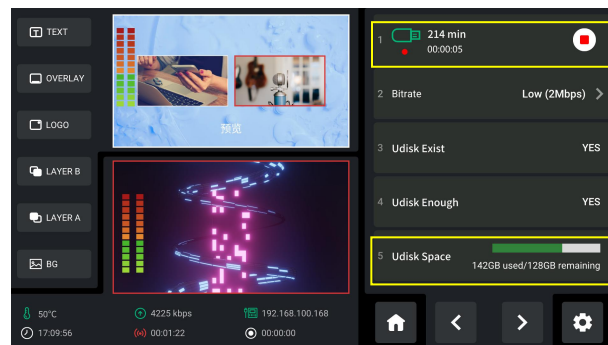 TEXT
OVERLAY
LOGO
LAYER B
LAYER A
BG
预览
50°C
4225 kbps
192.168.100.168
17:09:56
00:01:22
00:00:00
1
214 min
00:00:05
2 Bitrate Low (2Mbps)
3 Udisk Exist YES
4 Udisk Enough YES
5 Udisk Space
142GB used/128GB remaining